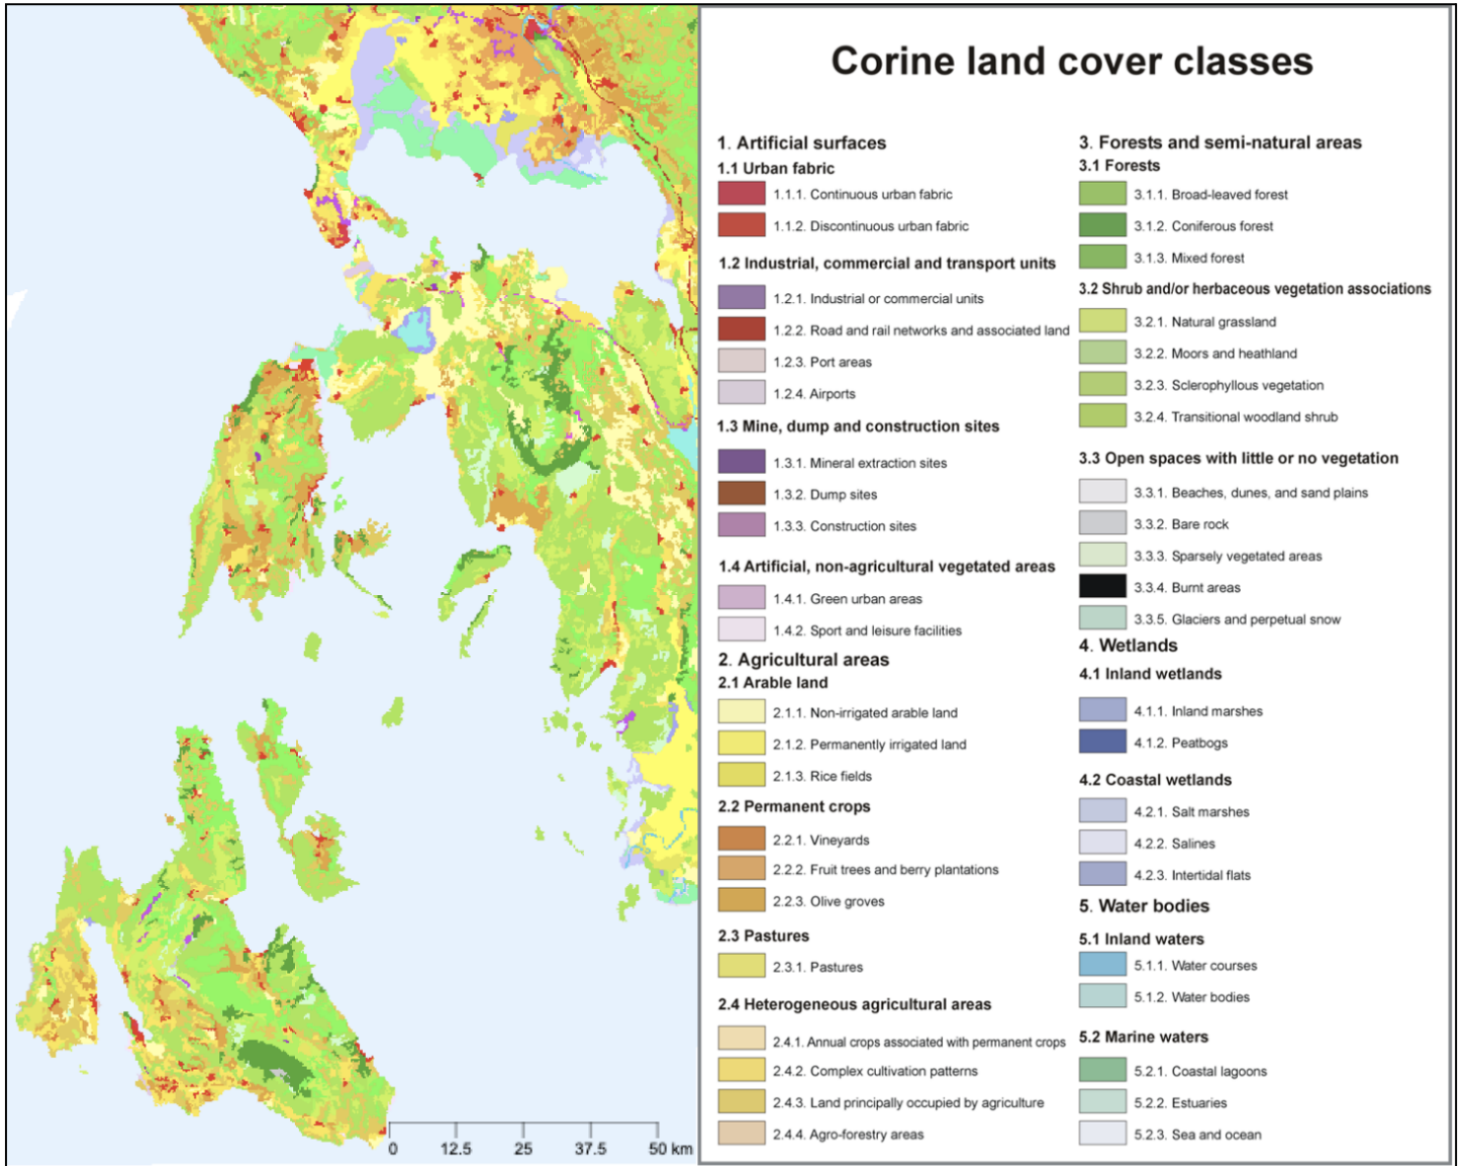 Corine land cover classes
1. Artificial surfaces
1.1 Urban fabric
1.1.1. Continuous urban fabric
1.1.2. Discontinuous urban fabric
1.2 Industrial, commercial and transport units
1.2.1. Industrial or commercial units
1.2.2. Road and rail networks and associated land
1.2.3. Port areas
1.2.4. Airports
1.3 Mine, dump and construction sites
1.3.1. Mineral extraction sites
1.3.2. Dump sites
1.3.3. Construction sites
1.4 Artificial, non-agricultural vegetated areas
1.4.1. Green urban areas
1.4.2. Sport and leisure facilities
2. Agricultural areas
2.1 Arable land
2.1.1. Non-irrigated arable land
2.1.2. Permanently irrigated land
2.1.3. Rice fields
2.2 Permanent crops
2.2.1. Vineyards
2.2.2. Fruit trees and berry plantations
2.2.3. Olive groves
2.3 Pastures
2.3.1. Pastures
2.4 Heterogeneous agricultural areas
2.4.1. Annual crops associated with permanent crops
2.4.2. Complex cultivation patterns
2.4.3. Land principally occupied by agriculture
2.4.4. Agro-forestry areas
3. Forests and semi-natural areas
3.1 Forests
3.1.1. Broad-leaved forest
3.1.2. Coniferous forest
3.1.3. Mixed forest
3.2 Shrub and/or herbaceous vegetation associations
3.2.1. Natural grassland
3.2.2. Moors and heathland
3.2.3. Sclerophyllous vegetation
3.2.4. Transitional woodland shrub
3.3 Open spaces with little or no vegetation
3.3.1. Beaches, dunes, and sand plains
3.3.2. Bare rock
3.3.3. Sparsely vegetated areas
3.3.4. Burnt areas
3.3.5. Glaciers and perpetual snow
4. Wetlands
4.1 Inland wetlands
4.1.1. Inland marshes
4.1.2. Peatbogs
4.2 Coastal wetlands
4.2.1. Salt marshes
4.2.2. Salines
4.2.3. Intertidal flats
5. Water bodies
5.1 Inland waters
5.1.1. Water courses
5.1.2. Water bodies
5.2 Marine waters
5.2.1. Coastal lagoons
5.2.2. Estuaries
5.2.3. Sea and ocean
0 12.5 25 37.5 50 km